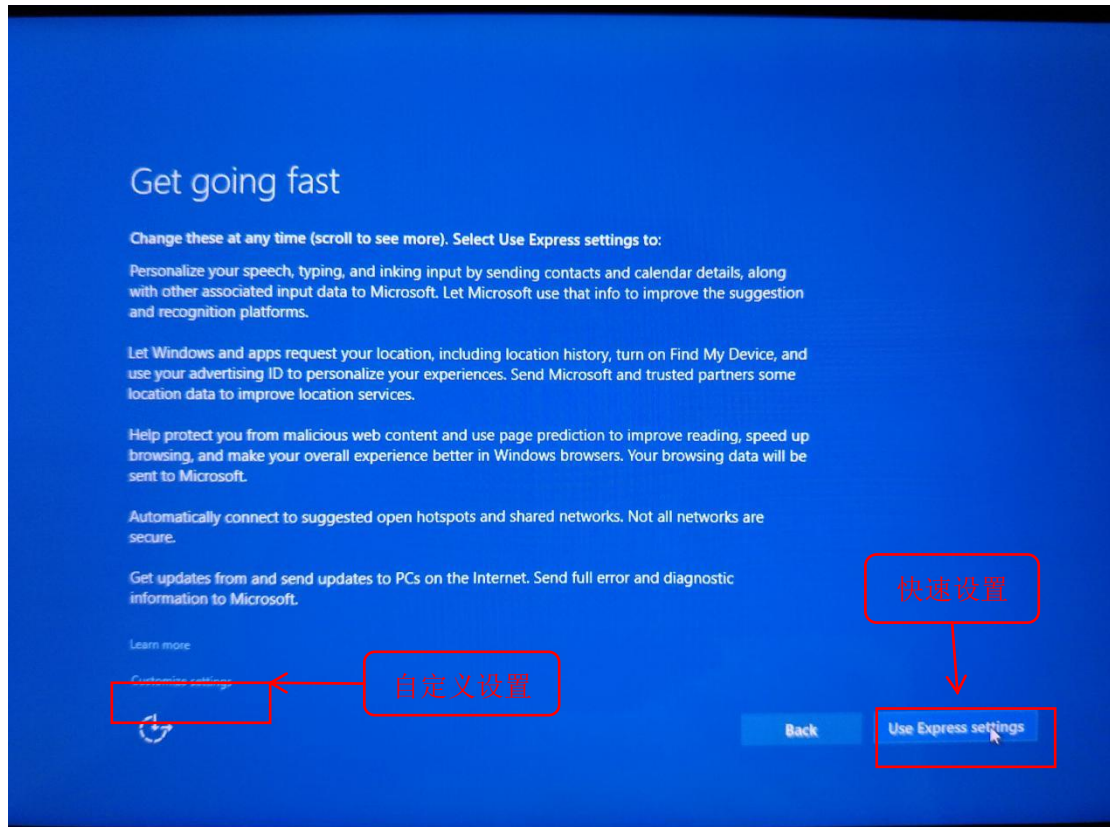 Get going fast
Change these at any time (scroll to see more). Select Use Express settings to:
Personalize your speech, typing, and inking input by sending contacts and calendar details, along
with other associated input data to Microsoft. Let Microsoft use that info to improve the suggestion
and recognition platforms.
Let Windows and apps request your location, including location history, turn on Find My Device, and
use your advertising ID to personalize your experiences. Send Microsoft and trusted partners some
location data to improve location services.
Help protect you from malicious web content and use page prediction to improve reading, speed up
browsing, and make your overall experience better in Windows browsers. Your browsing data will be
sent to Microsoft.
Automatically connect to suggested open hotspots and shared networks. Not all networks are
secure.
Get updates from and send updates to PCs on the Internet. Send full error and diagnostic
information to Microsoft.
快速设置
Learn more
Customize settings
自定义设置
Back
Use Express settings